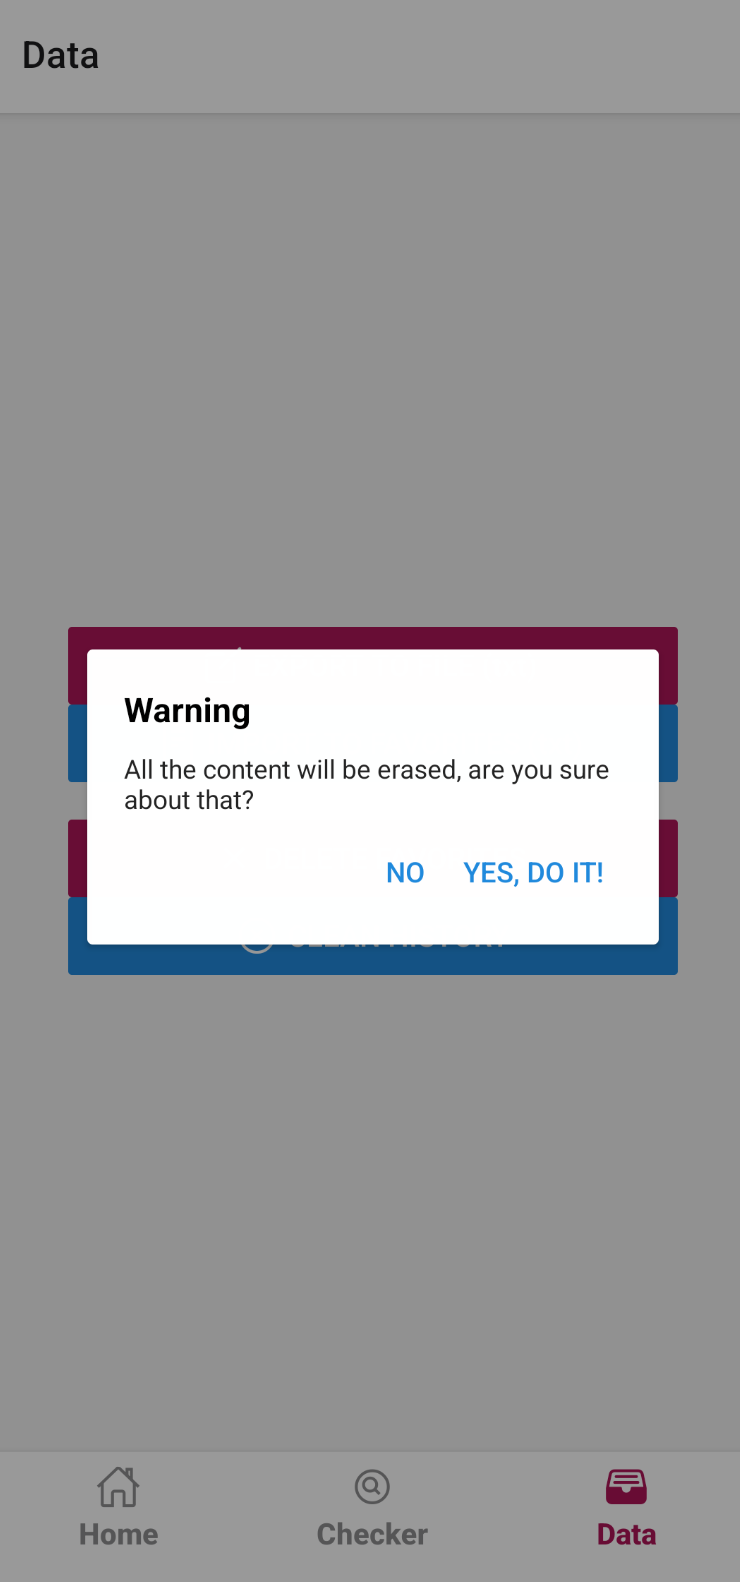 Data
Warning
All the content will be erased, are you sure
about that?
NO YES, DO IT!
Home Checker Data